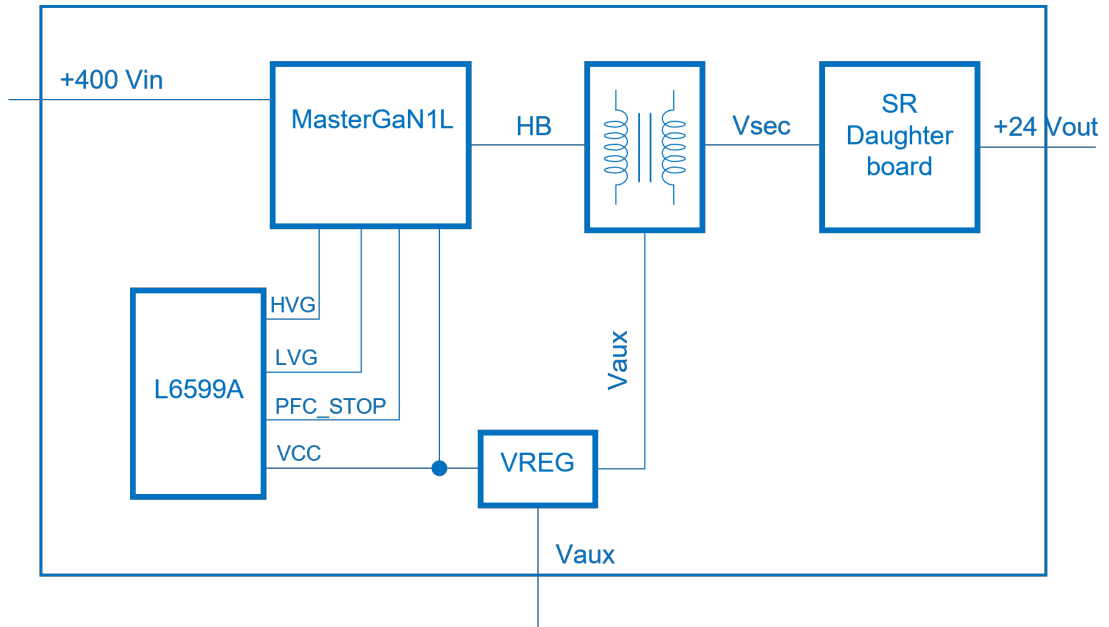 +400 Vin
MasterGaN1L
HB
Vsec
SR
Daughter
board
+24 Vout
HVG
LVG
PFC_STOP
VCC
L6599A
Vaux
VREG
Vaux